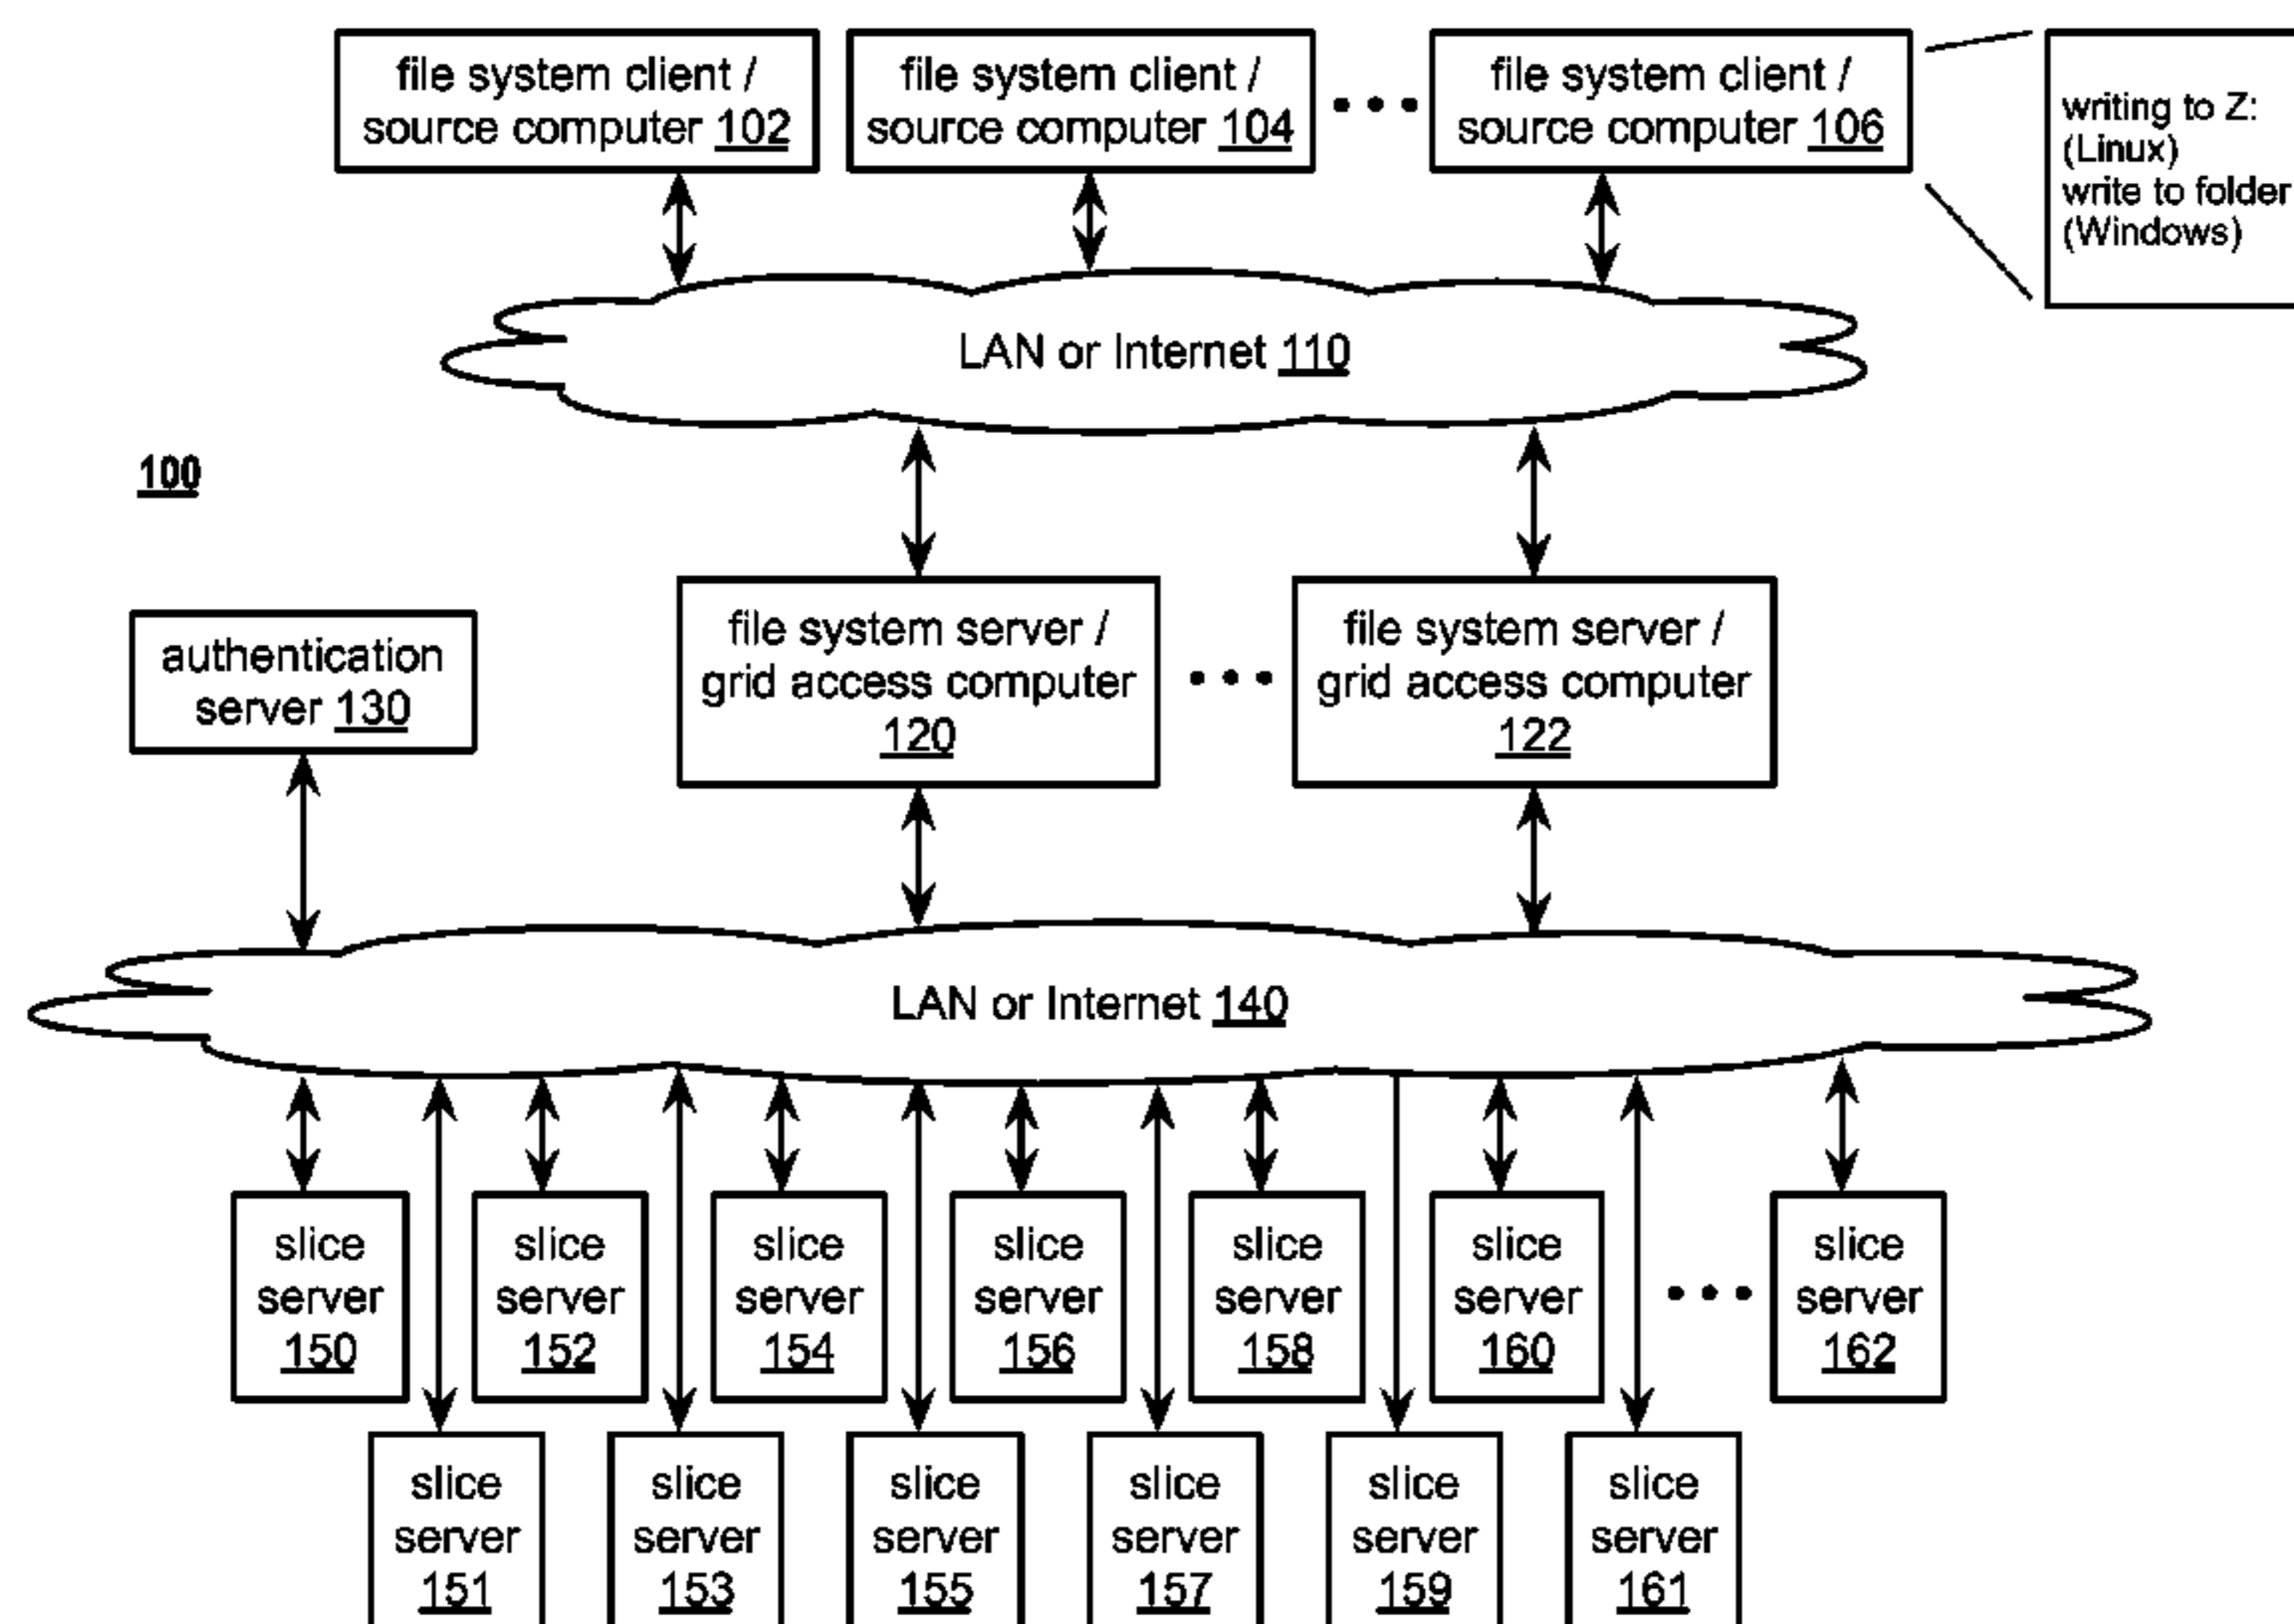 file system client /
source computer 102
file system client /
source computer 104
file system client /
source computer 106
writing to Z:
(Linux)
write to folder
(Windows)
LAN or Internet 110
100
authentication
server 130
file system server /
grid access computer
120
file system server /
grid access computer
122
LAN or Internet 140
slice
server
150
slice
server
152
slice
server
154
slice
server
156
slice
server
158
slice
server
160
slice
server
162
slice
server
151
slice
server
153
slice
server
155
slice
server
157
slice
server
159
slice
server
161